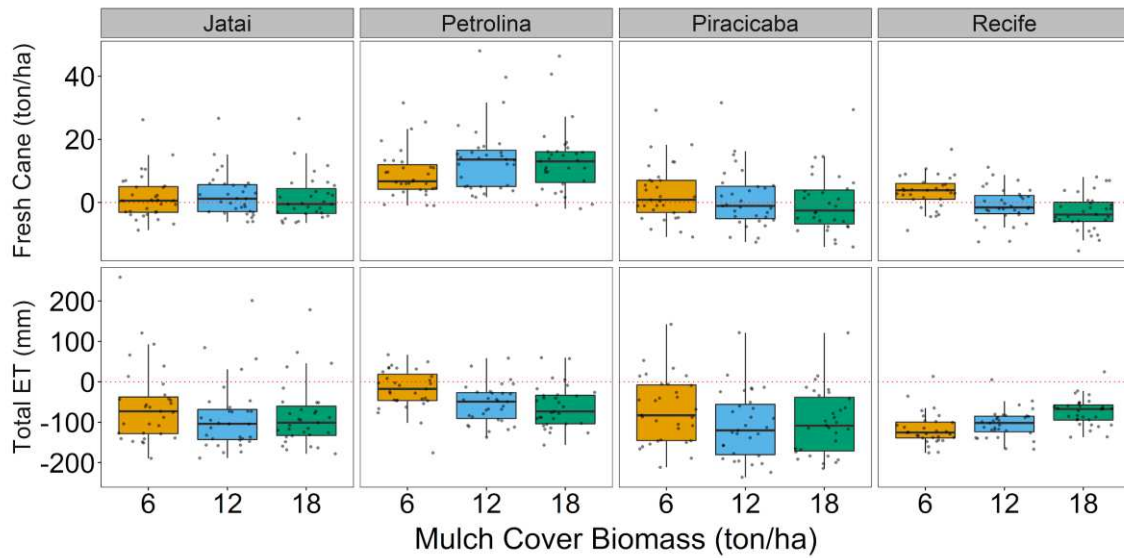 Jatai Petrolina Piracicaba Recife
Fresh Cane (ton/ha)
40
20
0
Total ET (mm)
200
100
0
-100
-200
6 12 18 6 12 18 6 12 18 6 12 18
Mulch Cover Biomass (ton/ha)